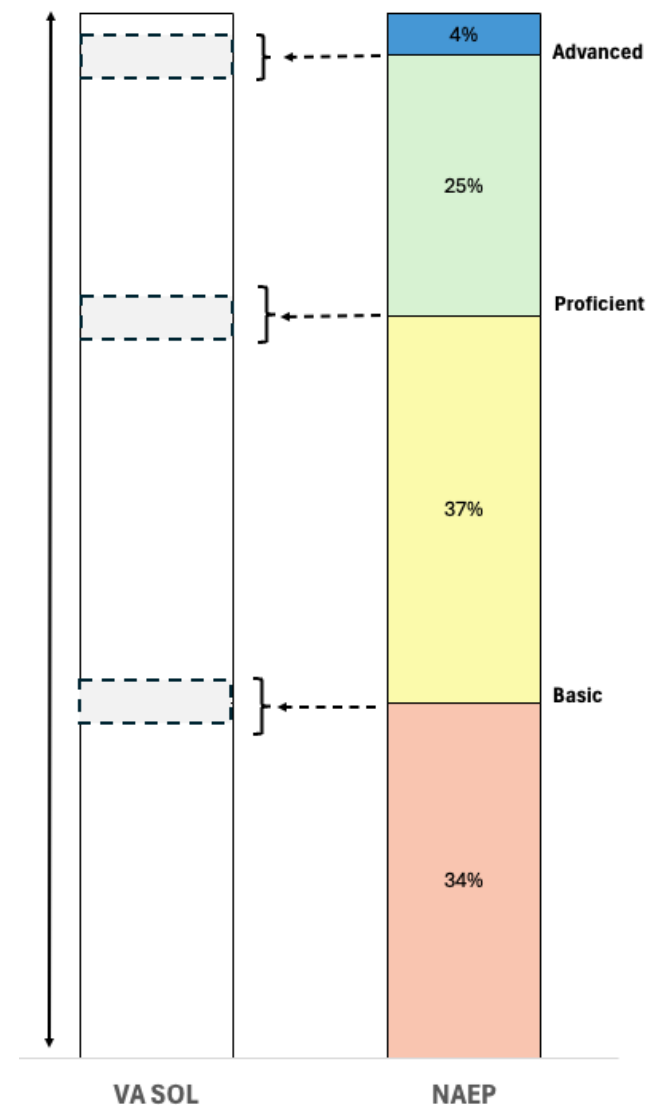 4%
Advanced
25%
Proficient
37%
Basic
34%
VA SOL
NAEP